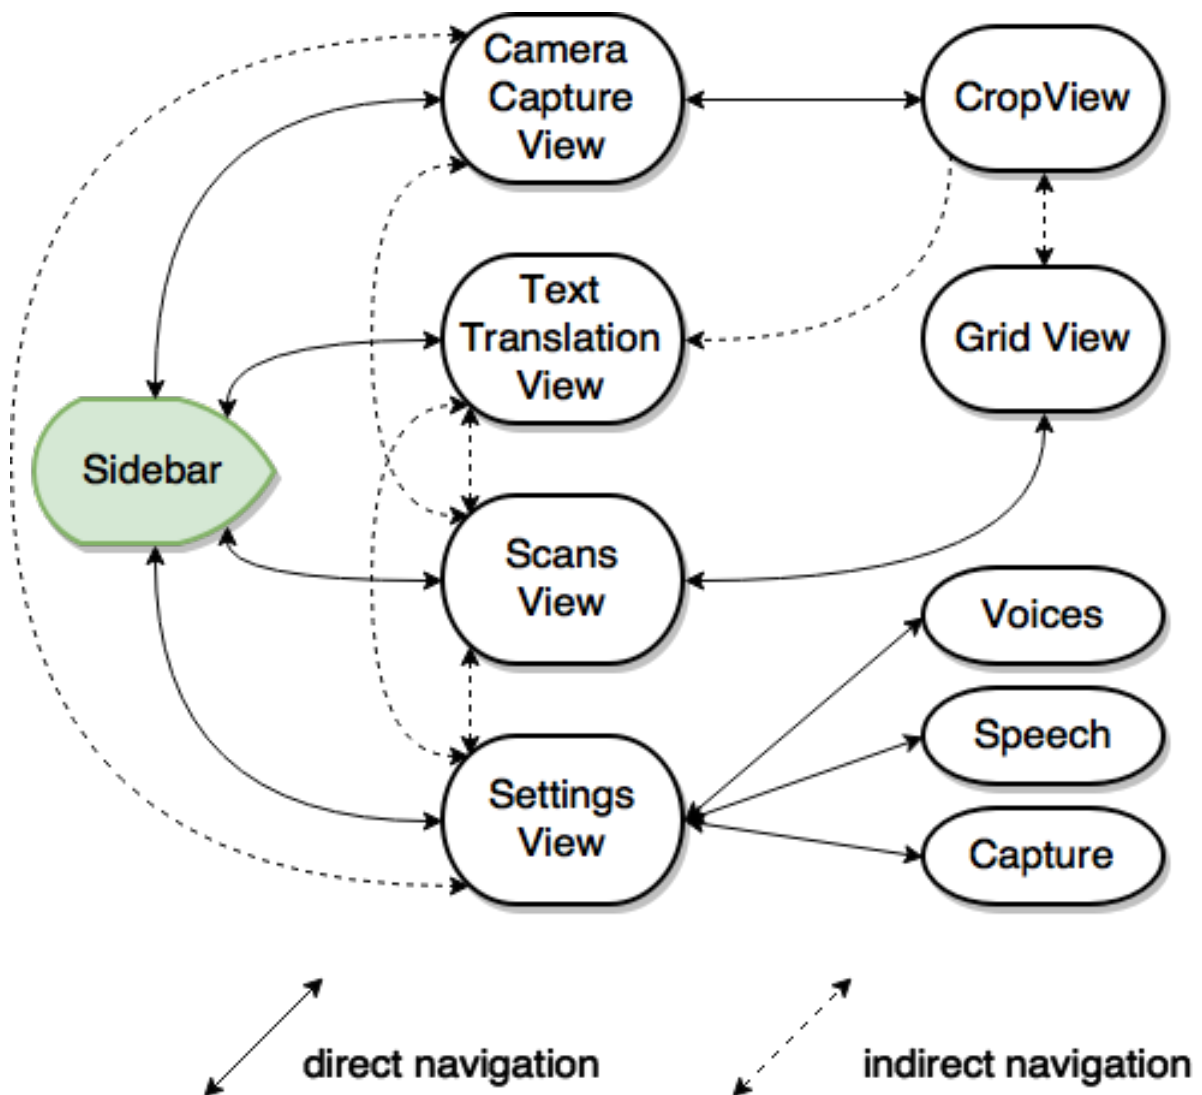 Camera
Capture
View
CropView
Text
Translation
View
Grid View
Sidebar
Scans
View
Voices
Speech
Settings
View
Capture
direct navigation
indirect navigation